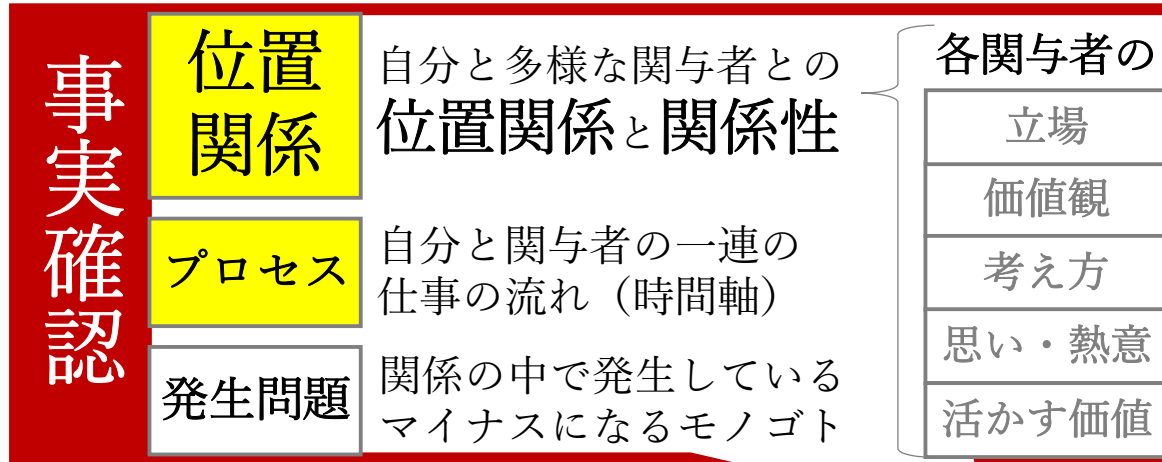 事実確認
位置
関係
自分と多様な関与者との
位置関係と関係性
プロセス
自分と関与者の一連の
仕事の流れ（時間軸）
発生問題
関係の中で発生している
マイナスになるモノゴト
各関与者の
立場
価値観
考え方
思い・熱意
活かす価値